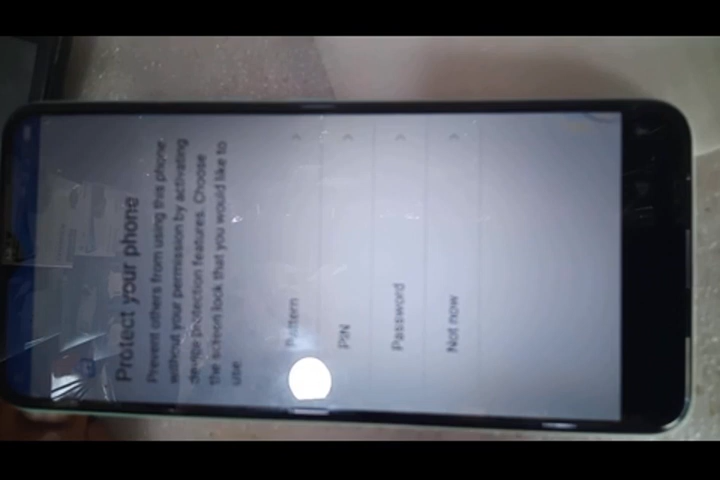 Protect your phone
Prevent others from using this phone
without your permission by activating
device protection features. Choose
the screen lock that you would like to
use.
Pattern
PIN
Password
Not now